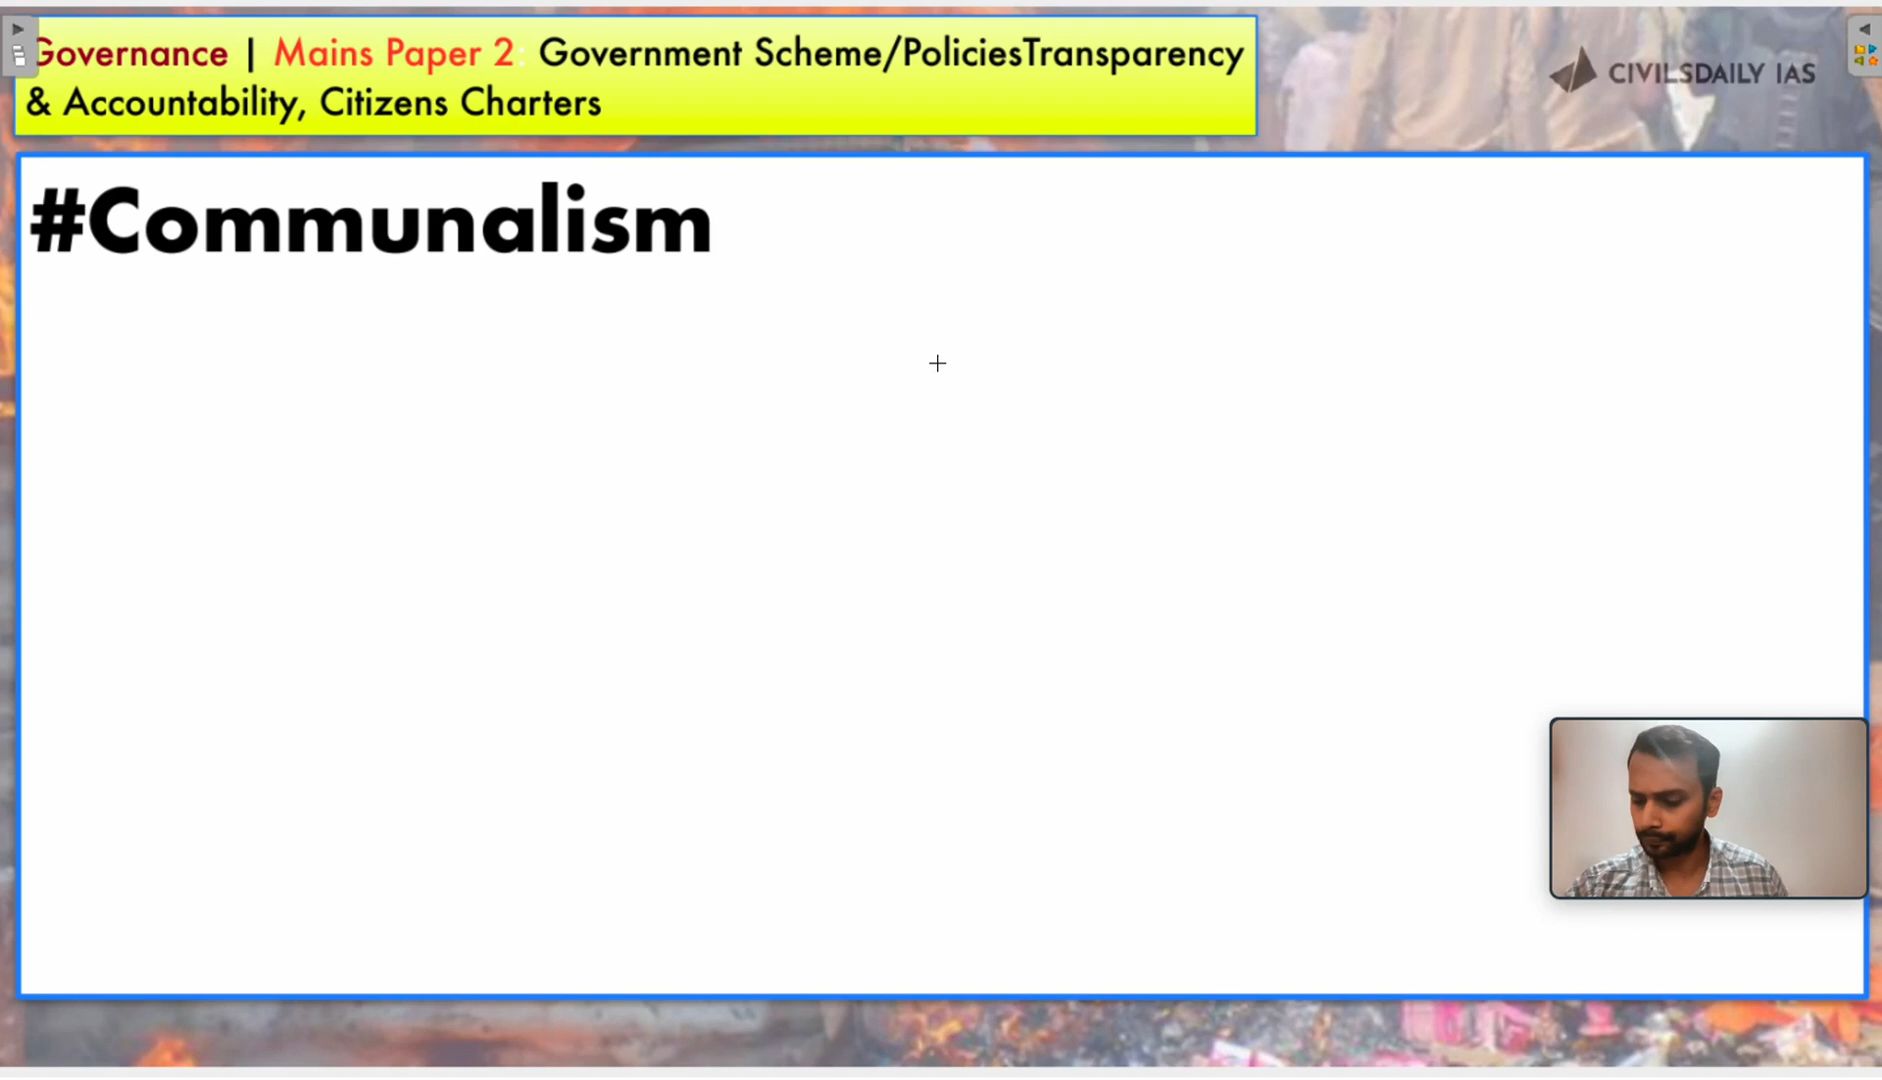 Governance | Mains Paper 2: Government Scheme/PoliciesTransparency
& Accountability, Citizens Charters
CIVILSDAILY IAS
#Communalism